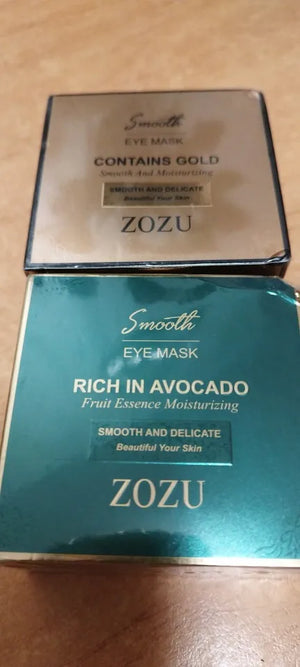 Smooth
EYE MASK
CONTAINS GOLD
Smooth And Moisturizing
SMOOTH AND DELICATE
Beautiful Your Skin
ZOZU
Smooth
EYE MASK
RICH IN AVOCADO
Fruit Essence Moisturizing
SMOOTH AND DELICATE
Beautiful Your Skin
ZOZU